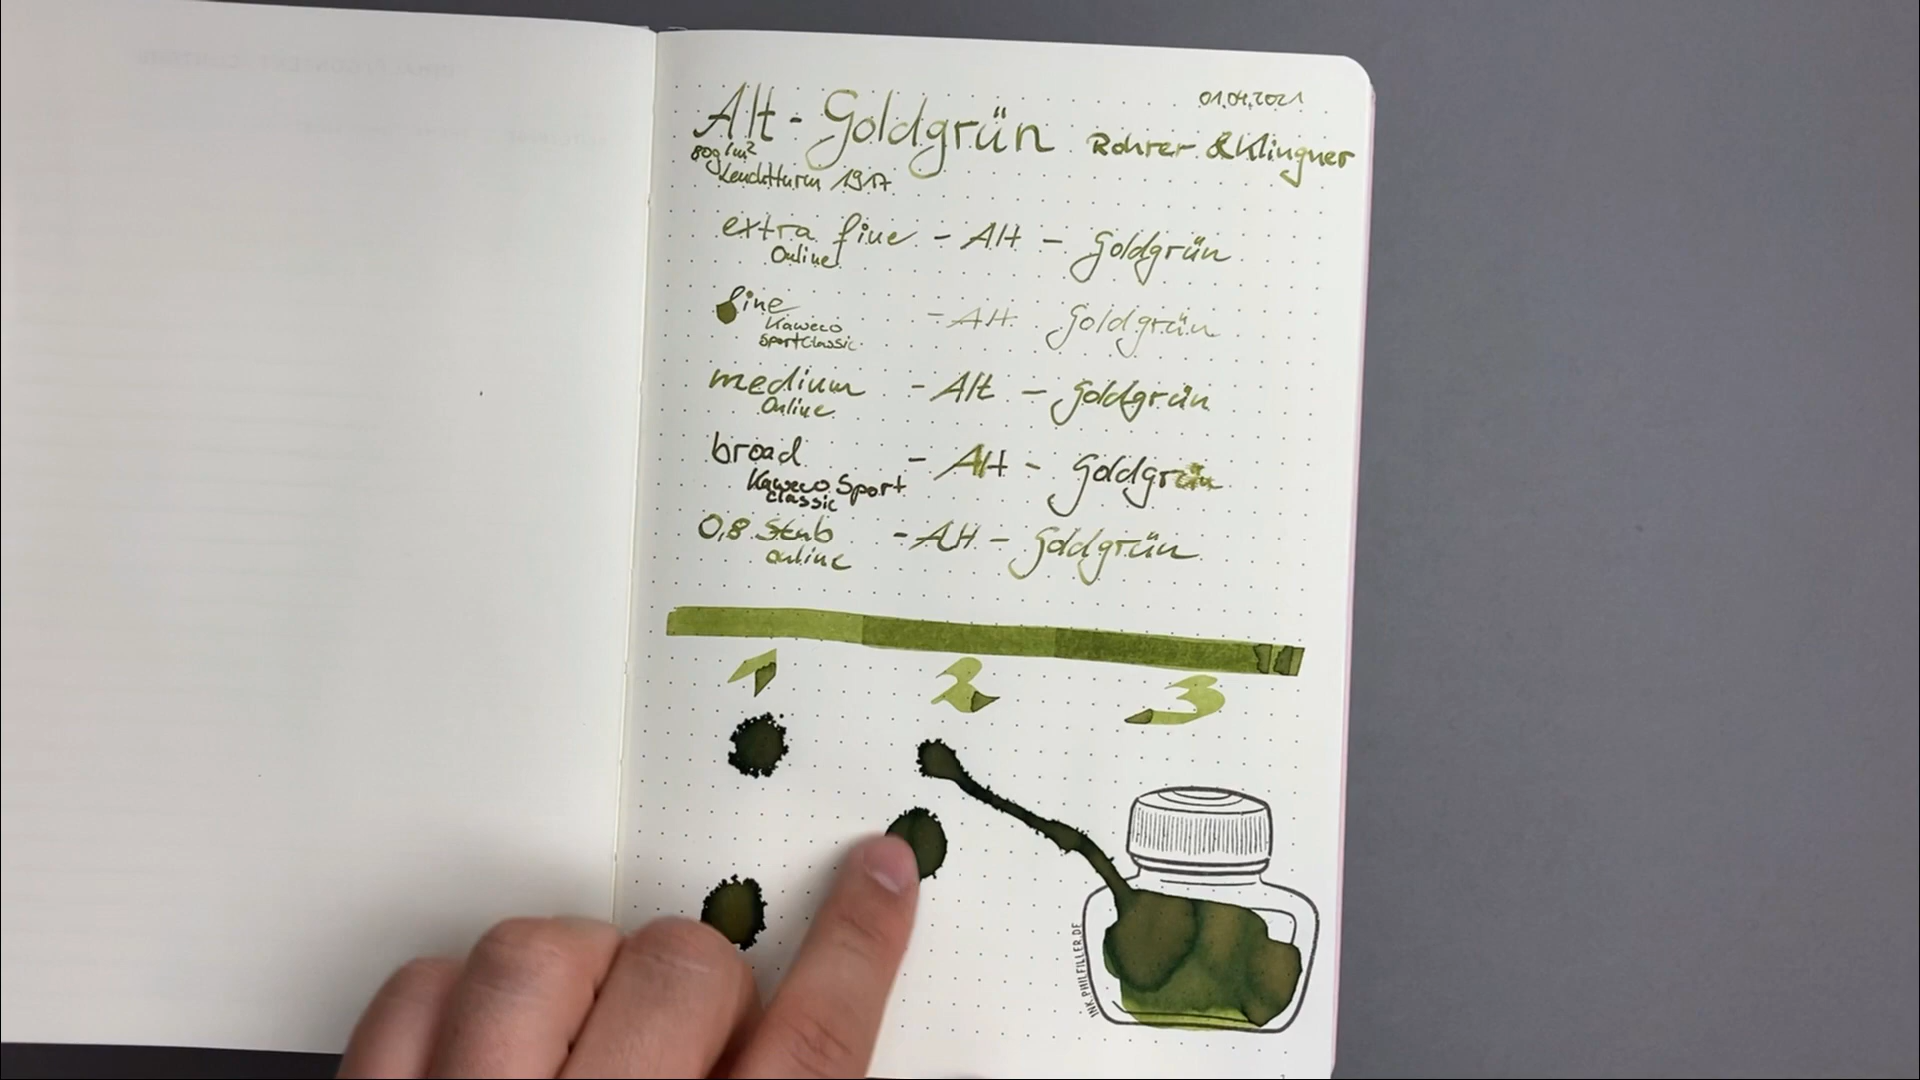 01.04.2021
Alt - Goldgrün Rohrer & Klingner
80g/m²
Leuchtturm 1917
extra fine - Alt - Goldgrün
Online
fine - Alt Goldgrün
Kaweco
Sport Classic
medium - Alt - Goldgrün
Online
broad - Alt - Goldgrün
Kaweco Sport
Classic
0,8 Stub - Alt - Goldgrün
online
1 2 3
INK.PHILFILLER.DE